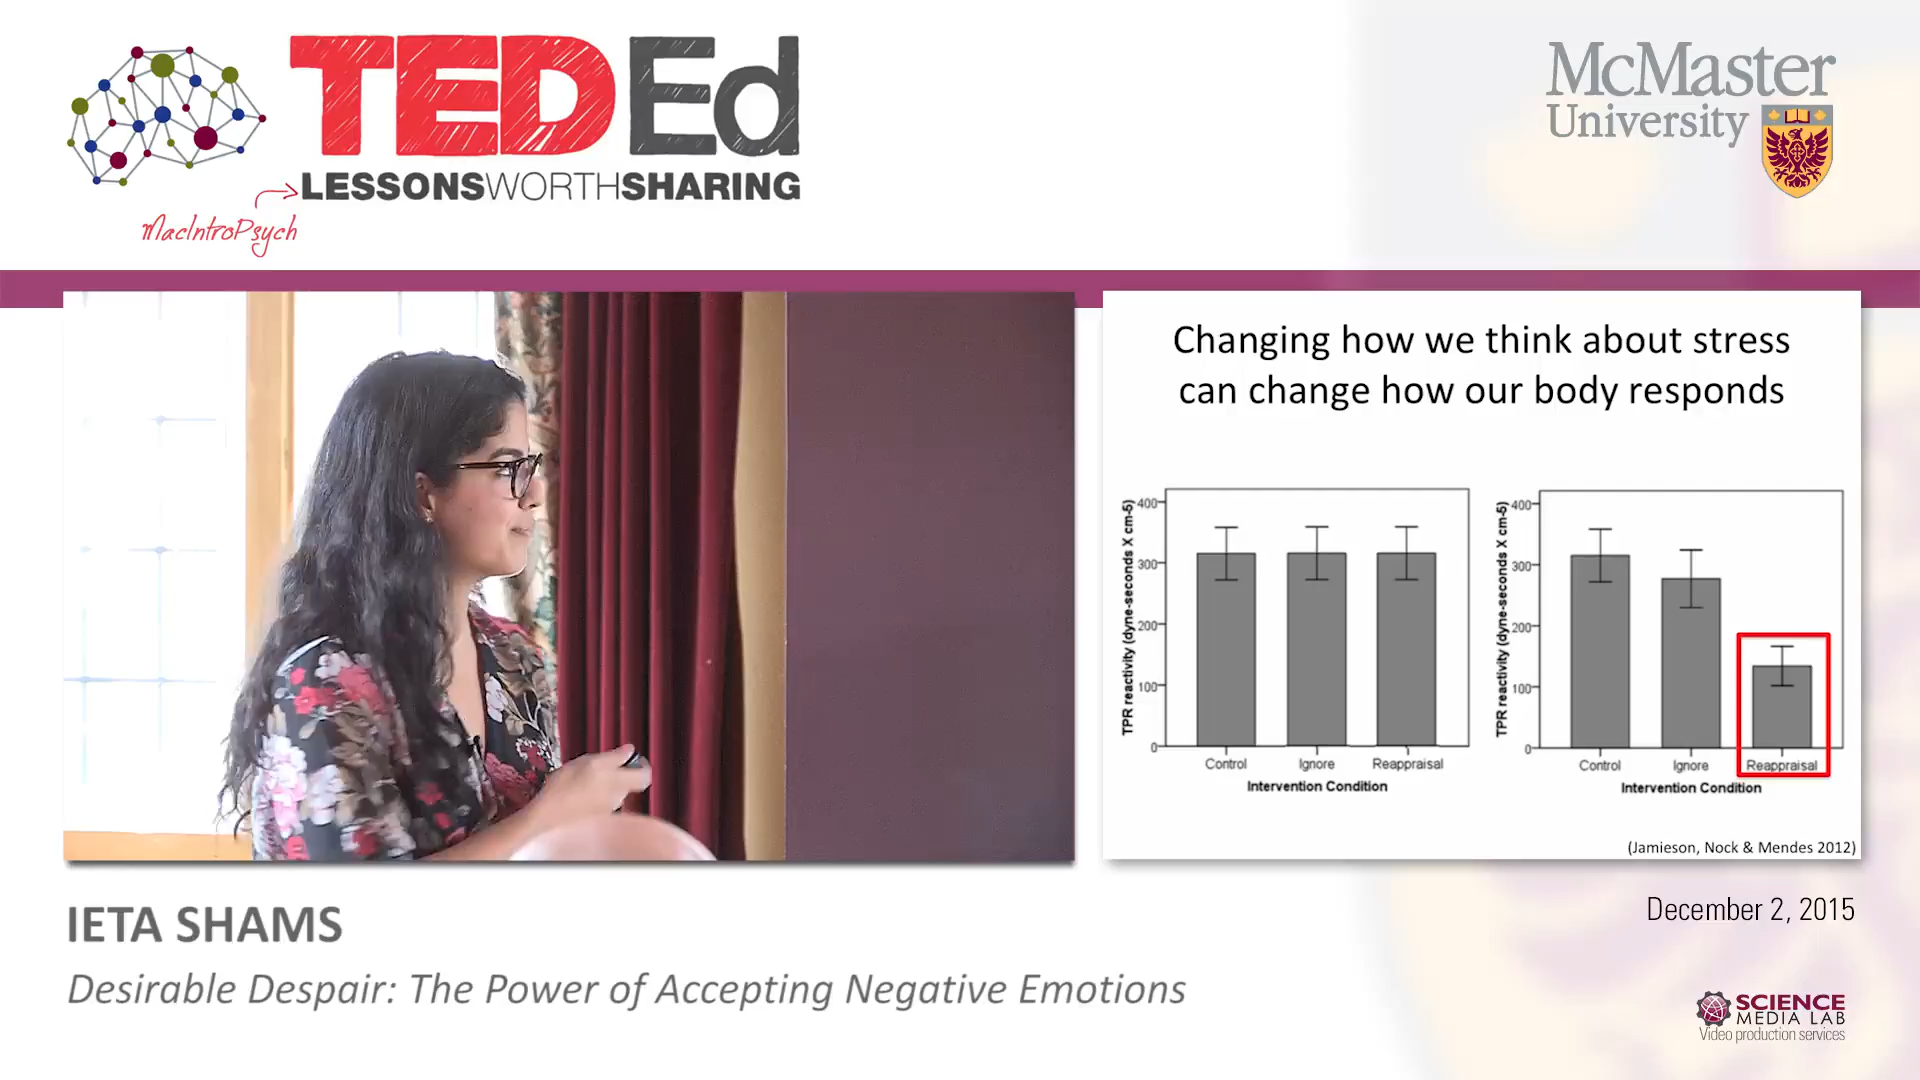 TEDEd
LESSONSWORTHSHARING
MacIntroPsych
McMaster
University
Changing how we think about stress
can change how our body responds
TPR reactivity (dyne-seconds X cm-5)
400
300
200
100
0
Control Ignore Reappraisal
Intervention Condition
TPR reactivity (dyne-seconds X cm-5)
400
300
200
100
0
Control Ignore Reappraisal
Intervention Condition
(Jamieson, Nock & Mendes 2012)
IETA SHAMS
December 2, 2015
Desirable Despair: The Power of Accepting Negative Emotions
SCIENCE
MEDIA LAB
Video production services